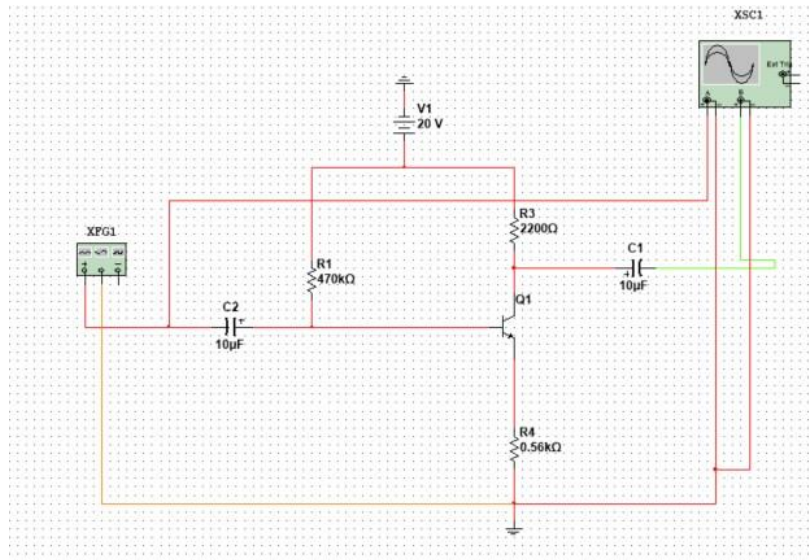 XSC1
Ext Trig
A
B
V1
20 V
XFG1
R3
2200Ω
R1
470kΩ
C1
10µF
Q1
C2
10µF
R4
0.56kΩ